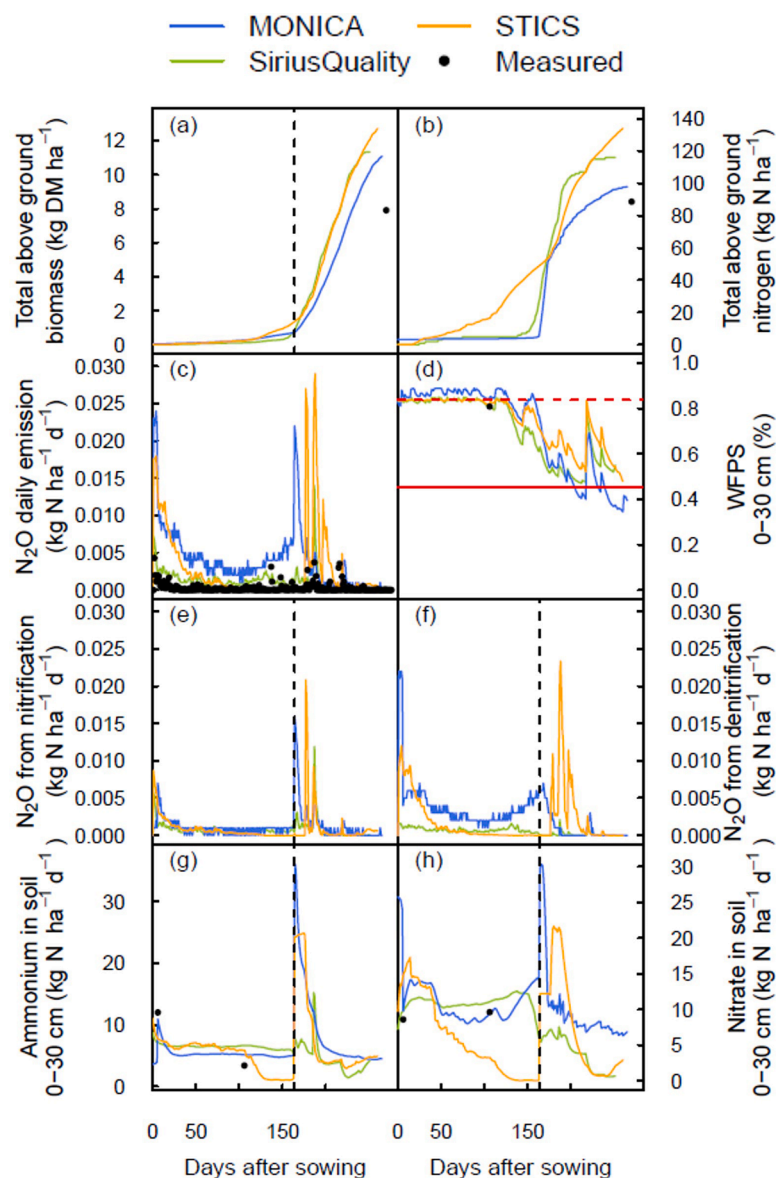 MONICA
STICS
SiriusQuality
Measured
Total above ground
biomass (kg DM ha⁻¹)
12
10
8
6
4
2
0
(a)
(b)
140
120
100
80
60
40
20
0
Total above ground
nitrogen (kg N ha⁻¹)
N₂O daily emission
(kg N ha⁻¹ d⁻¹)
0.030
0.025
0.020
0.015
0.010
0.005
0.000
(c)
(d)
1.0
0.8
0.6
0.4
0.2
0.0
WFPS
0−30 cm (%)
N₂O from nitrification
(kg N ha⁻¹ d⁻¹)
0.030
0.025
0.020
0.015
0.010
0.005
0.000
(e)
(f)
0.030
0.025
0.020
0.015
0.010
0.005
0.000
N₂O from denitrification
(kg N ha⁻¹ d⁻¹)
Ammonium in soil
0−30 cm (kg N ha⁻¹ d⁻¹)
30
20
10
0
(g)
(h)
30
25
20
15
10
5
0
Nitrate in soil
0−30 cm (kg N ha⁻¹ d⁻¹)
0 50 150
0 50 150
Days after sowing
Days after sowing